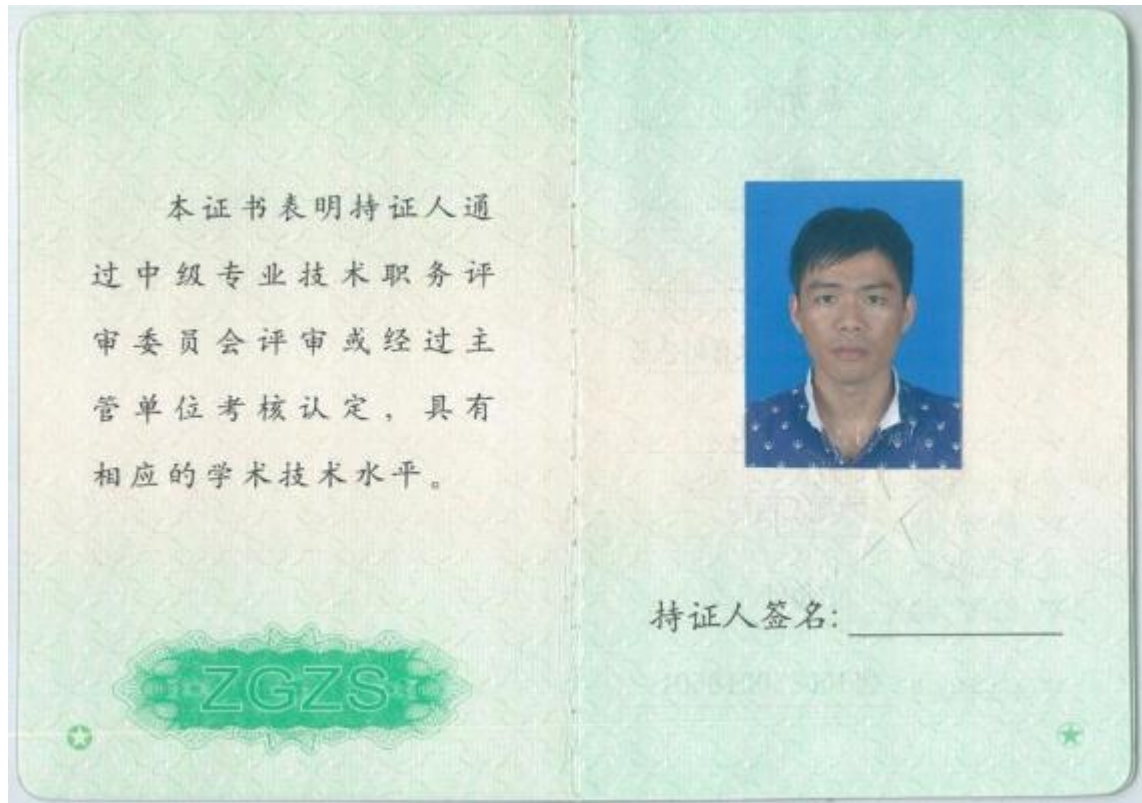 本证书表明持证人通
过中级专业技术职务评
审委员会评审或经过主
管单位考核认定，具有
相应的学术技术水平。
ZGZS
持证人签名: